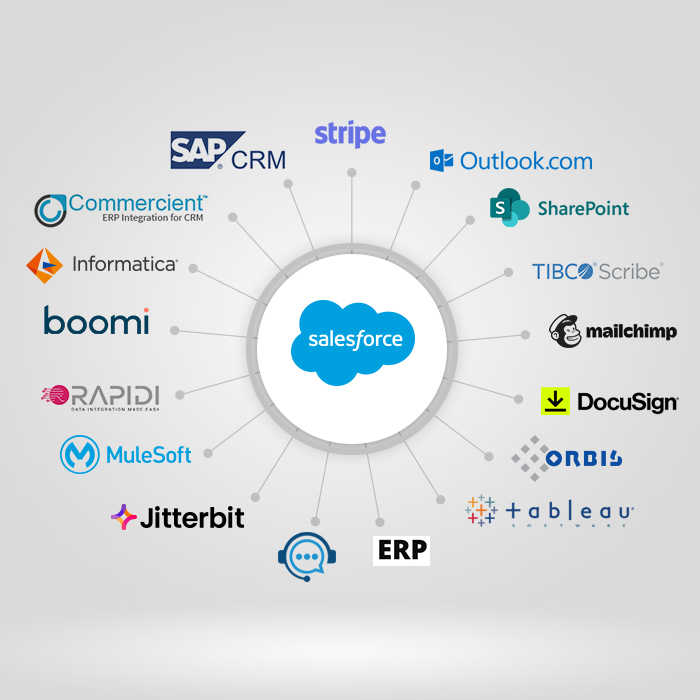 stripe
SAP® CRM
Outlook.com
Commercient™
ERP Integration for CRM
S SharePoint
Informatica®
TIBCO® Scribe®
boomi
salesforce
mailchimp
RAPIDI
DATA INTEGRATION MADE EASY
DocuSign®
MuleSoft
ORBIS
Jitterbit
tableau®
SOFTWARE
ERP